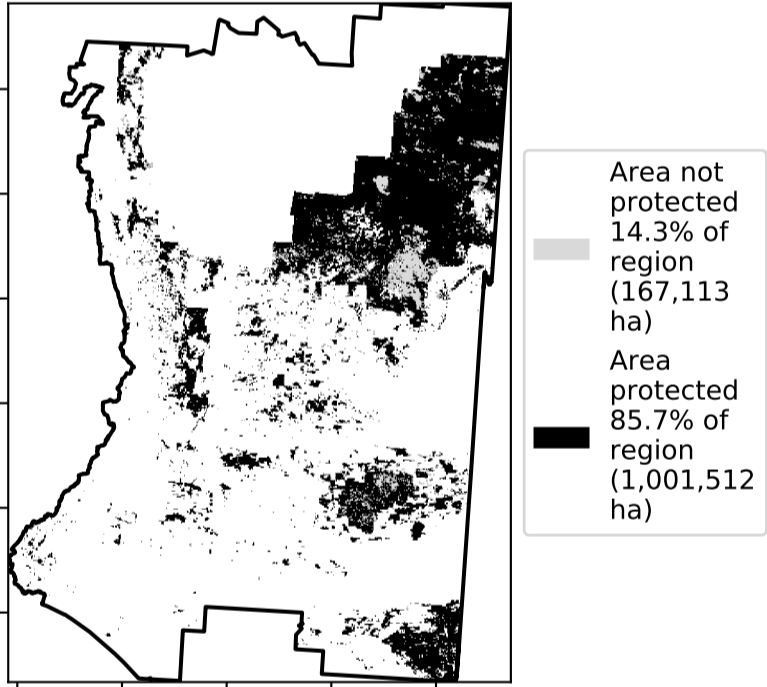 Area not
protected
14.3% of
region
(167,113
ha)
Area
protected
85.7% of
region
(1,001,512
ha)